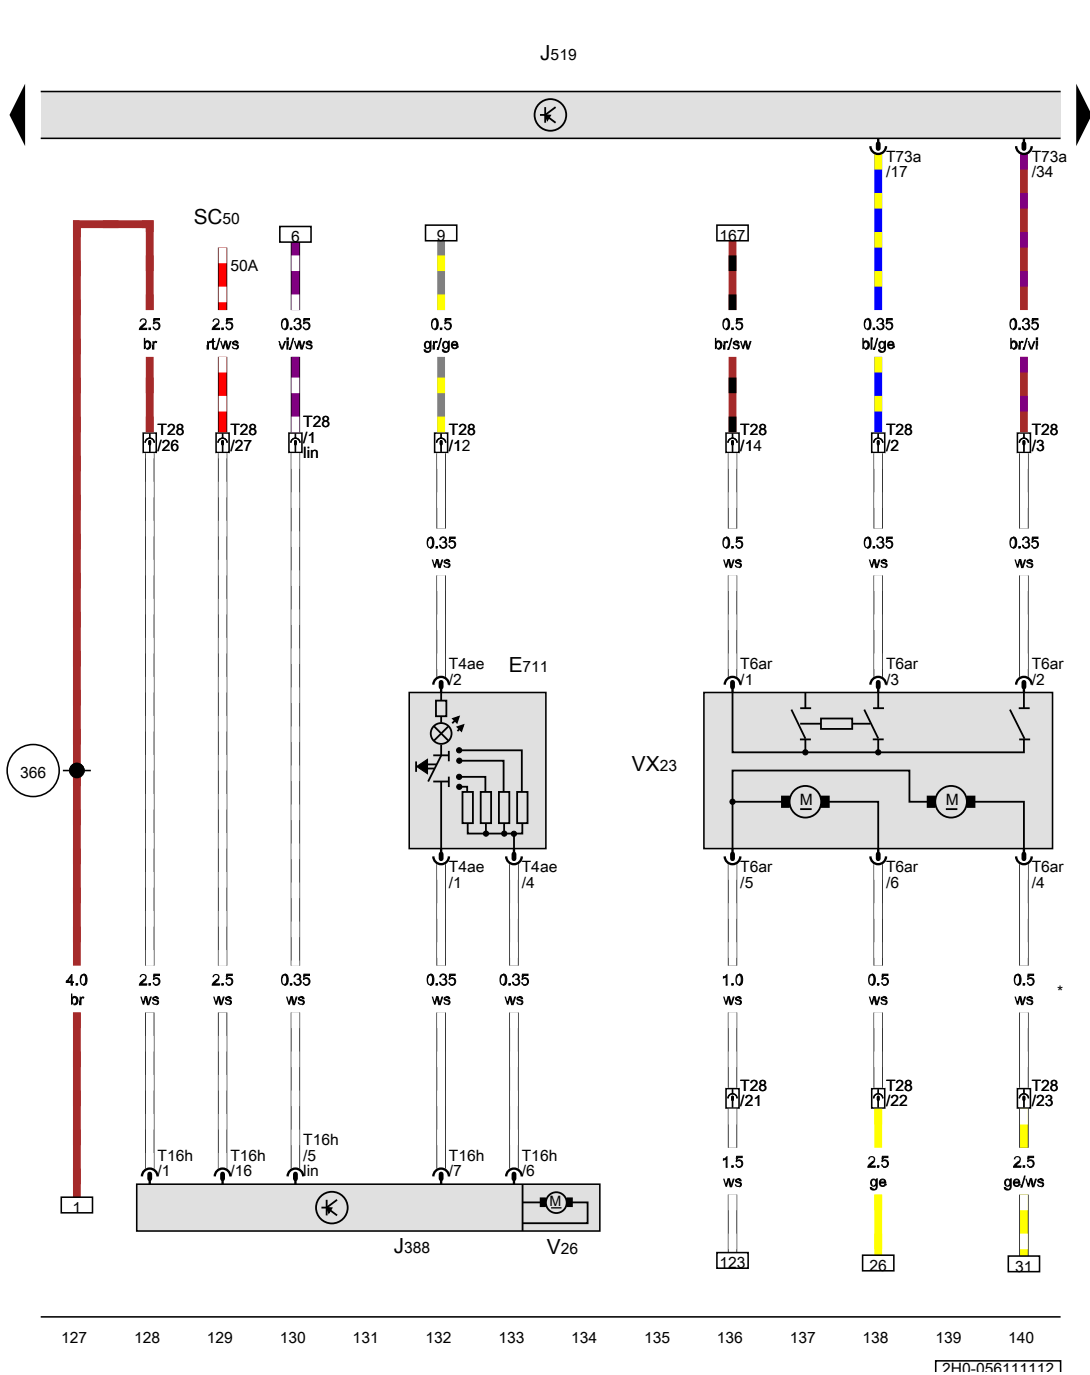 J519
T73a
/17
T73a
/34
SC50
50A
6
9
167
2.5
br
2.5
rt/ws
0.35
vi/ws
0.5
gr/ge
0.5
br/sw
0.35
bl/ge
0.35
br/vi
T28
/26
T28
/27
T28
/1
lin
T28
/12
T28
/14
T28
/2
T28
/3
0.35
ws
0.5
ws
0.35
ws
0.35
ws
T4ae
/2
E711
T6ar
/1
T6ar
/3
T6ar
/2
366
VX23
M
M
T4ae
/1
T4ae
/4
T6ar
/5
T6ar
/6
T6ar
/4
4.0
br
2.5
ws
2.5
ws
0.35
ws
0.35
ws
0.35
ws
1.0
ws
0.5
ws
0.5
ws
*
T28
/21
T28
/22
T28
/23
T16h
/1
T16h
/16
T16h
/5
lin
T16h
/7
T16h
/6
1.5
ws
2.5
ge
2.5
ge/ws
1
M
J388
V26
123
26
31
127 128 129 130 131 132 133 134 135 136 137 138 139 140
2H0-056111112